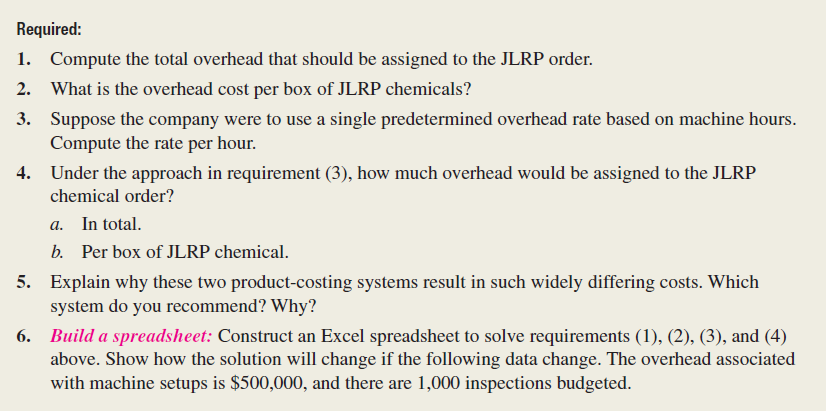 Required:
1. Compute the total overhead that should be assigned to the JLRP order.
2. What is the overhead cost per box of JLRP chemicals?
3. Suppose the company were to use a single predetermined overhead rate based on machine hours.
Compute the rate per hour.
4. Under the approach in requirement (3), how much overhead would be assigned to the JLRP
chemical order?
a. In total.
b. Per box of JLRP chemical.
5. Explain why these two product-costing systems result in such widely differing costs. Which
system do you recommend? Why?
6. Build a spreadsheet: Construct an Excel spreadsheet to solve requirements (1), (2), (3), and (4)
above. Show how the solution will change if the following data change. The overhead associated
with machine setups is $500,000, and there are 1,000 inspections budgeted.